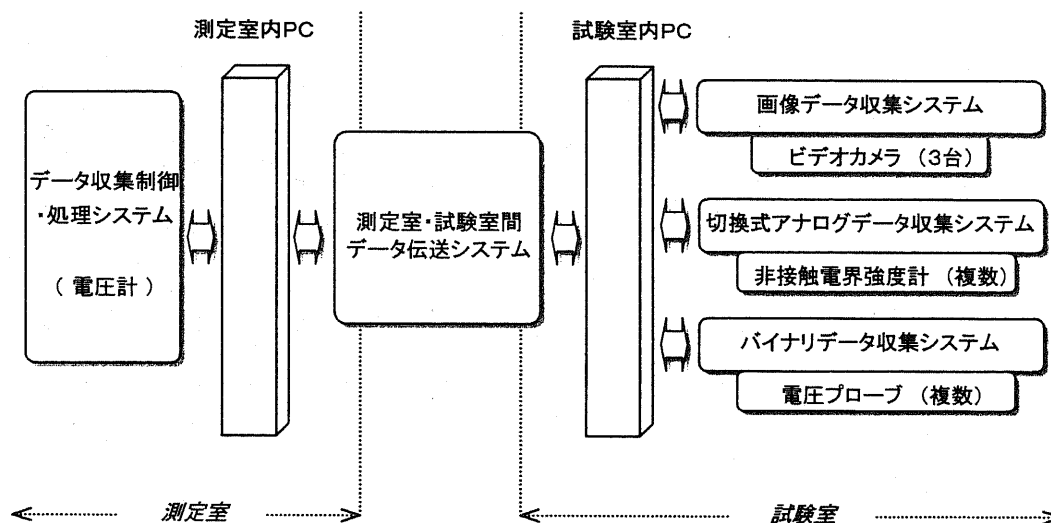 測定室内PC
試験室内PC
データ収集制御
・処理システム
（ 電圧計 ）
測定室・試験室間
データ伝送システム
画像データ収集システム
ビデオカメラ （3台）
切換式アナログデータ収集システム
非接触電界強度計 （複数）
バイナリデータ収集システム
電圧プローブ （複数）
測定室
試験室